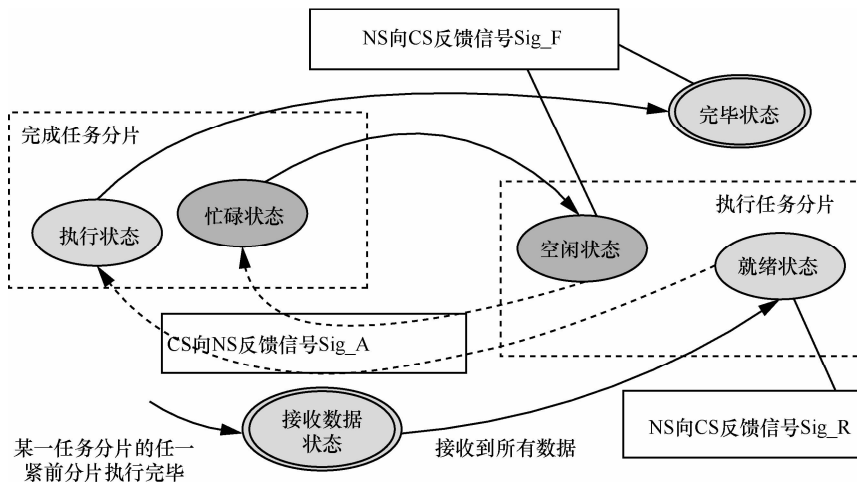 NS向CS反馈信号Sig_F
完毕状态
完成任务分片
执行状态
忙碌状态
执行任务分片
空闲状态
就绪状态
CS向NS反馈信号Sig_A
接收数据
状态
某一任务分片的任一
紧前分片执行完毕
接收到所有数据
NS向CS反馈信号Sig_R